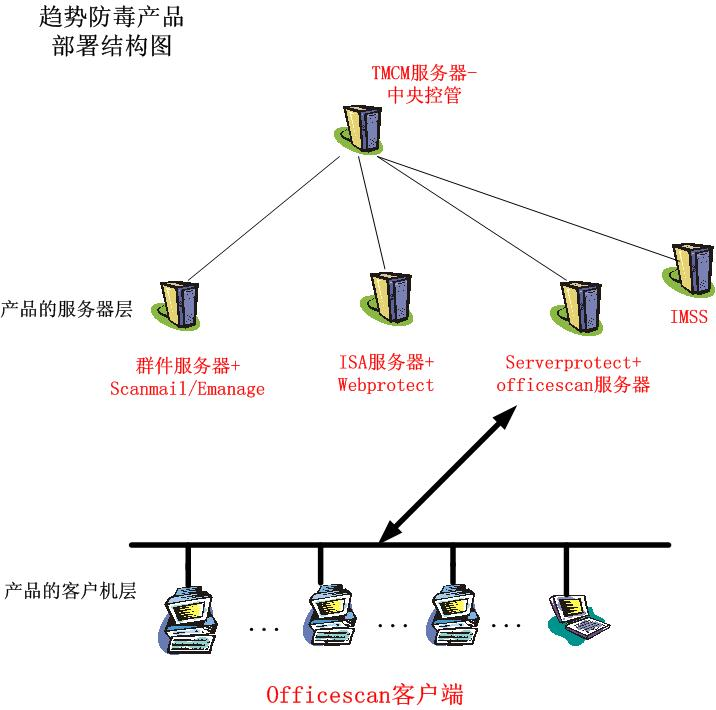 趋势防毒产品
部署结构图
TMCM服务器-
中央控管
产品的服务器层
IMSS
群件服务器+
Scanmail/Emanage
ISA服务器+
Webprotect
Serverprotect+
officescan服务器
产品的客户机层
... ... ...
Officescan客户端